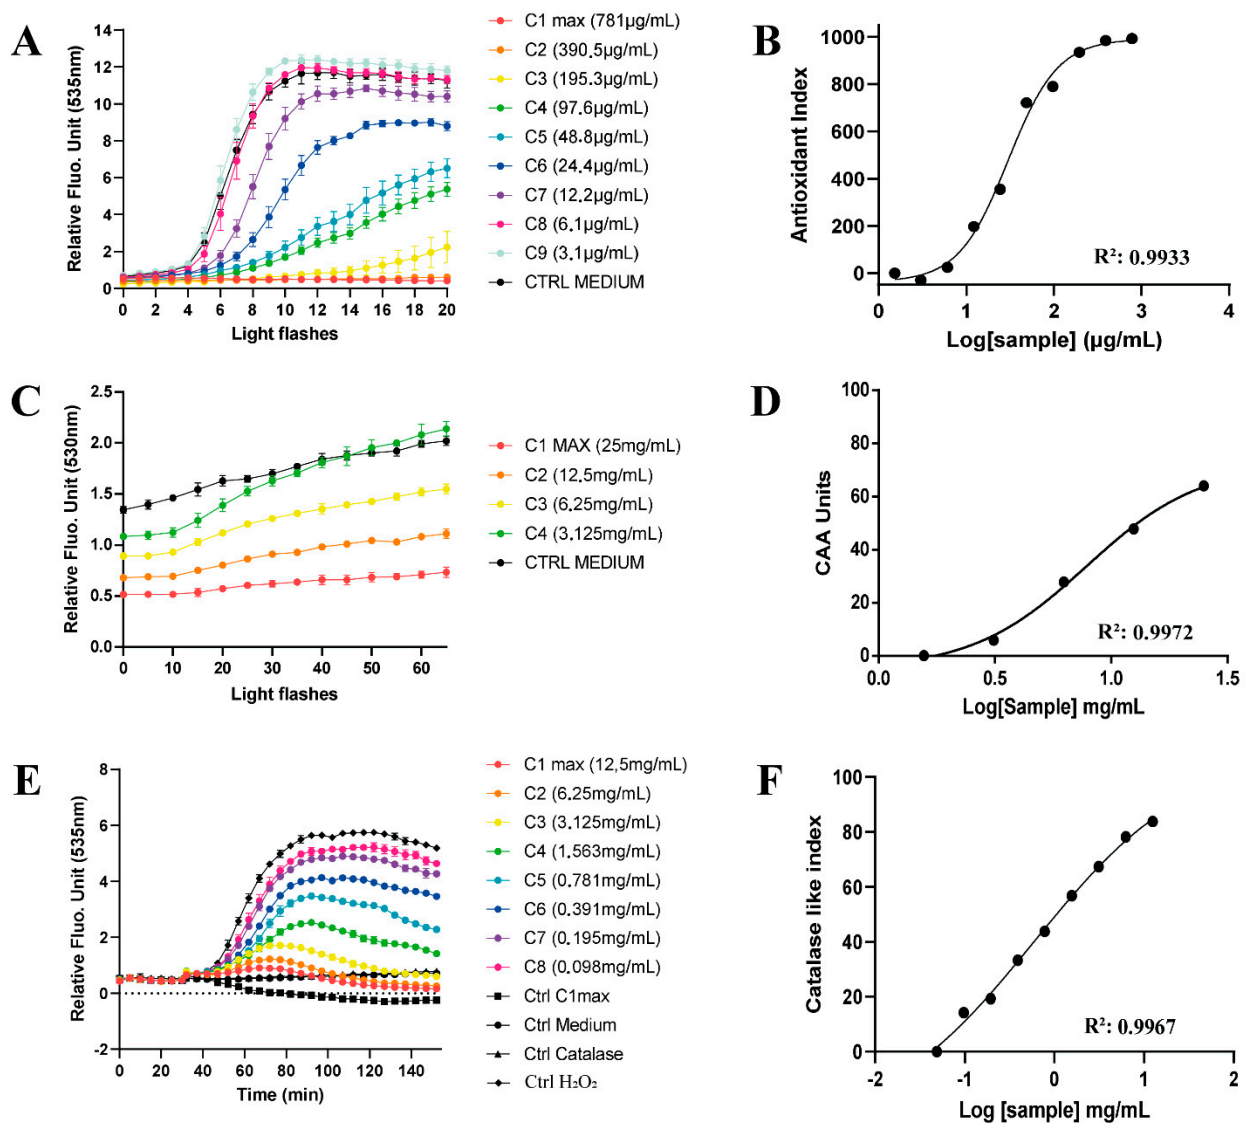 A
Relative Fluo. Unit (535nm)
14
12
10
8
6
4
2
0
0 2 4 6 8 10 12 14 16 18 20
Light flashes
C1 max (781µg/mL)
C2 (390.5µg/mL)
C3 (195.3µg/mL)
C4 (97.6µg/mL)
C5 (48.8µg/mL)
C6 (24.4µg/mL)
C7 (12.2µg/mL)
C8 (6.1µg/mL)
C9 (3.1µg/mL)
CTRL MEDIUM
B
Antioxidant Index
1000
800
600
400
200
0
R²: 0.9933
0 1 2 3 4
Log[sample] (µg/mL)
C
Relative Fluo. Unit (530nm)
2.5
2.0
1.5
1.0
0.5
0.0
0 10 20 30 40 50 60
Light flashes
C1 MAX (25mg/mL)
C2 (12.5mg/mL)
C3 (6.25mg/mL)
C4 (3.125mg/mL)
CTRL MEDIUM
D
CAA Units
100
80
60
40
20
0
R²: 0.9972
0.0 0.5 1.0 1.5
Log[Sample] mg/mL
E
Relative Fluo. Unit (535nm)
8
6
4
2
0
-2
0 20 40 60 80 100 120 140
Time (min)
C1 max (12,5mg/mL)
C2 (6.25mg/mL)
C3 (3.125mg/mL)
C4 (1.563mg/mL)
C5 (0.781mg/mL)
C6 (0.391mg/mL)
C7 (0.195mg/mL)
C8 (0.098mg/mL)
Ctrl C1max
Ctrl Medium
Ctrl Catalase
Ctrl H₂O₂
F
Catalase like index
100
80
60
40
20
0
R²: 0.9967
-2 -1 0 1 2
Log [sample] mg/mL